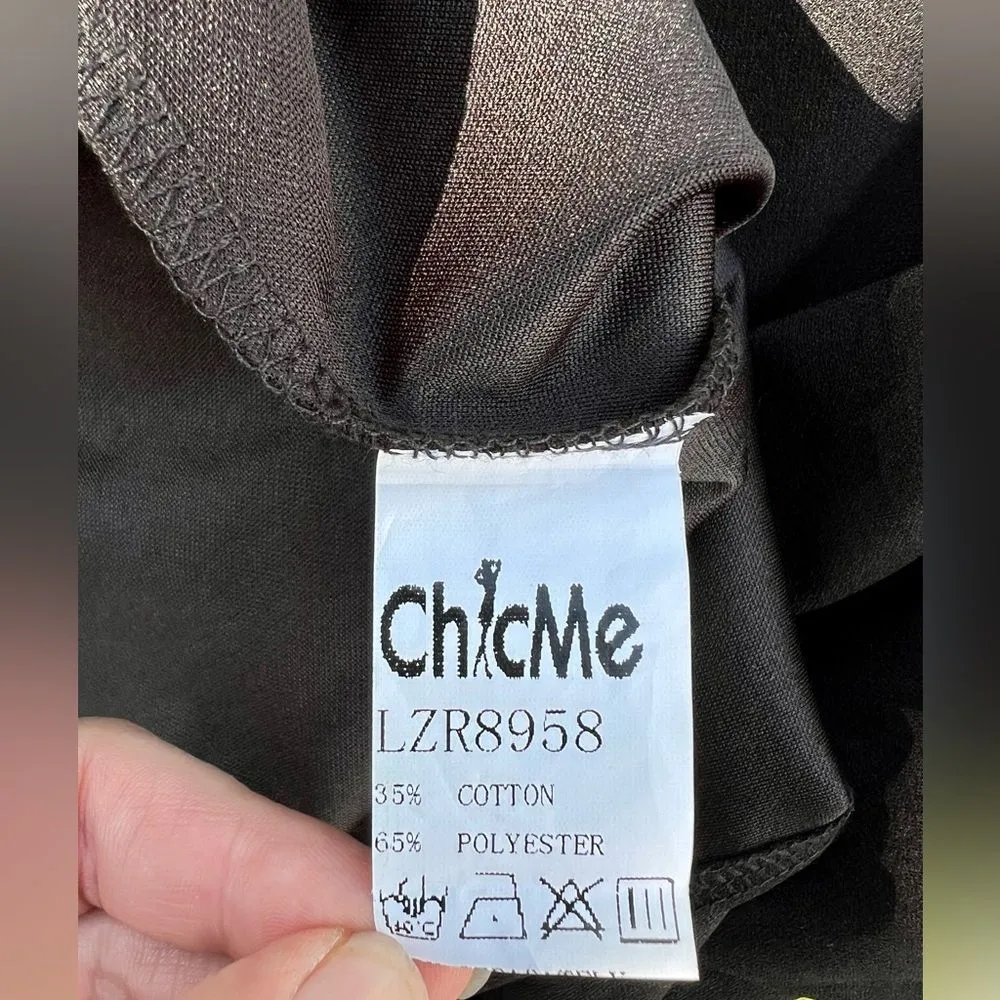 ChicMe
LZR8958
35% COTTON
65% POLYESTER